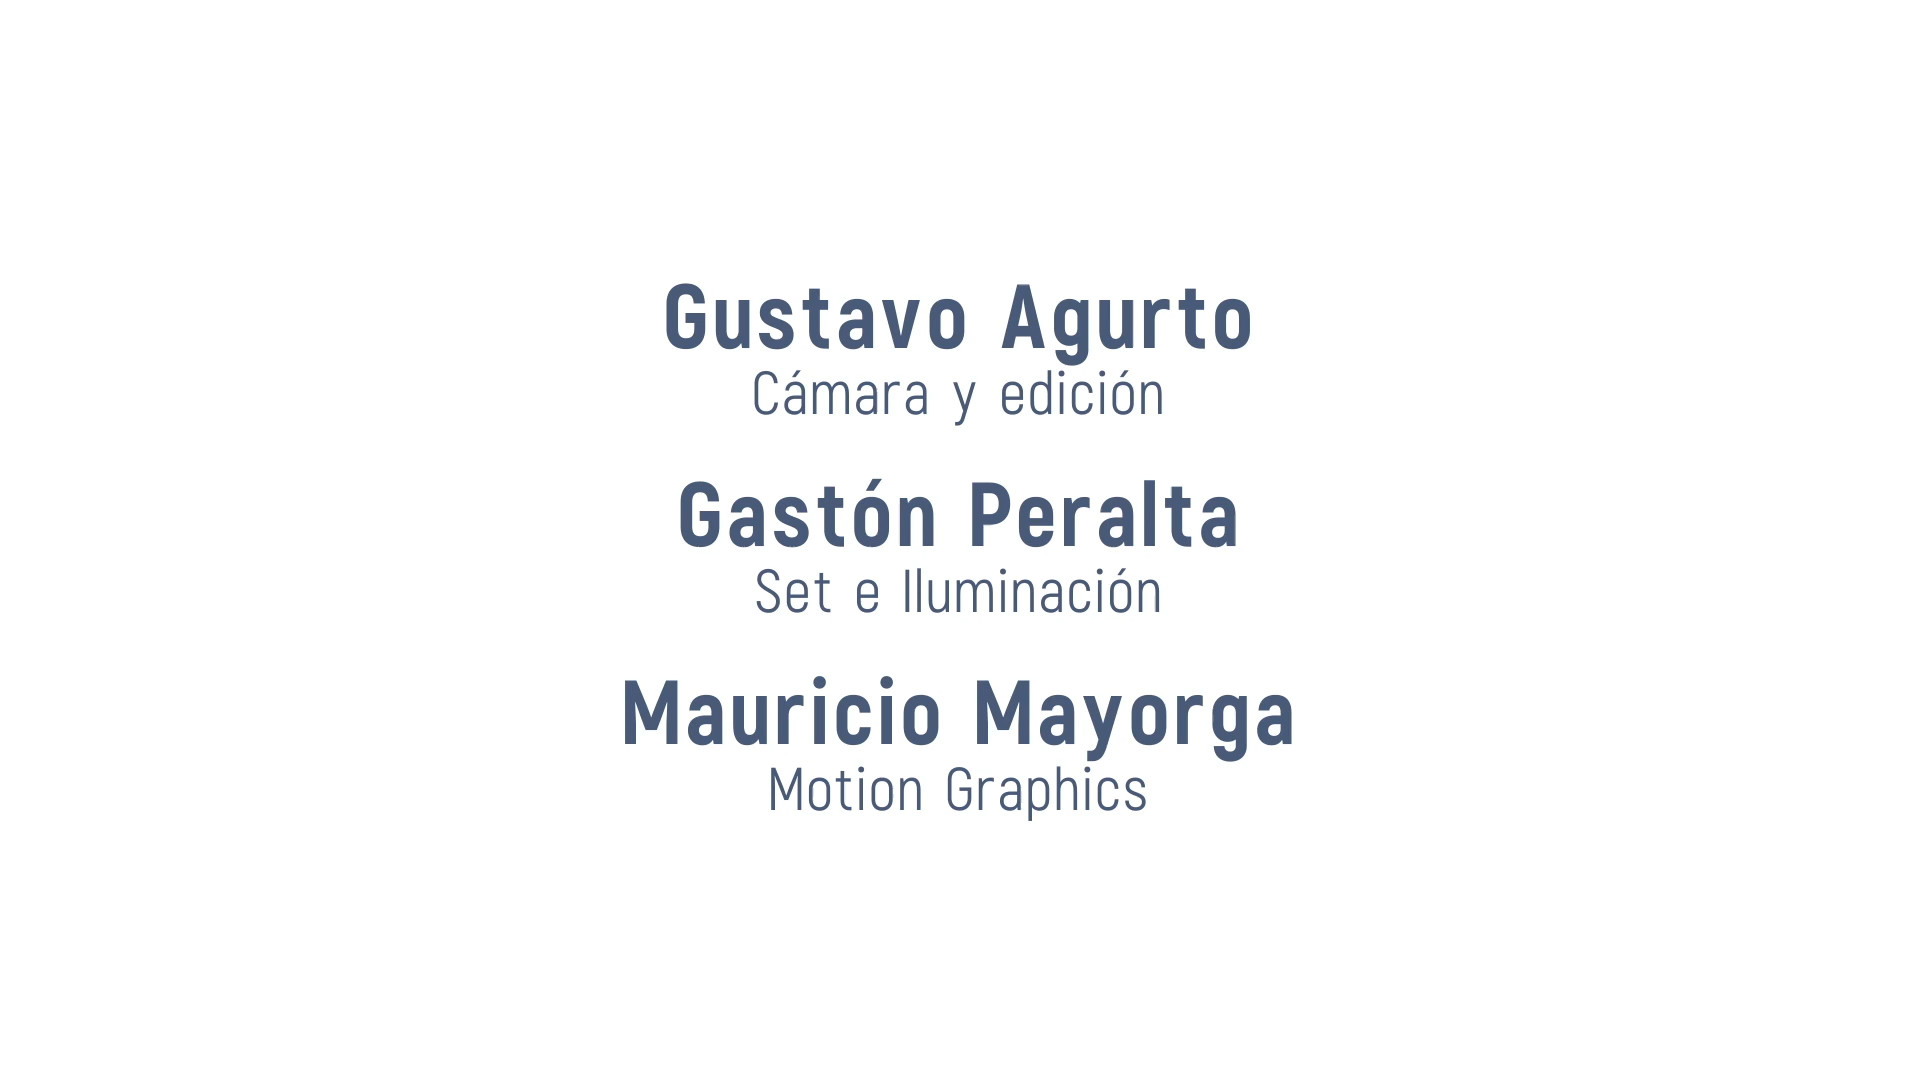 Gustavo Agurto
Cámara y edición
Gastón Peralta
Set e Iluminación
Mauricio Mayorga
Motion Graphics